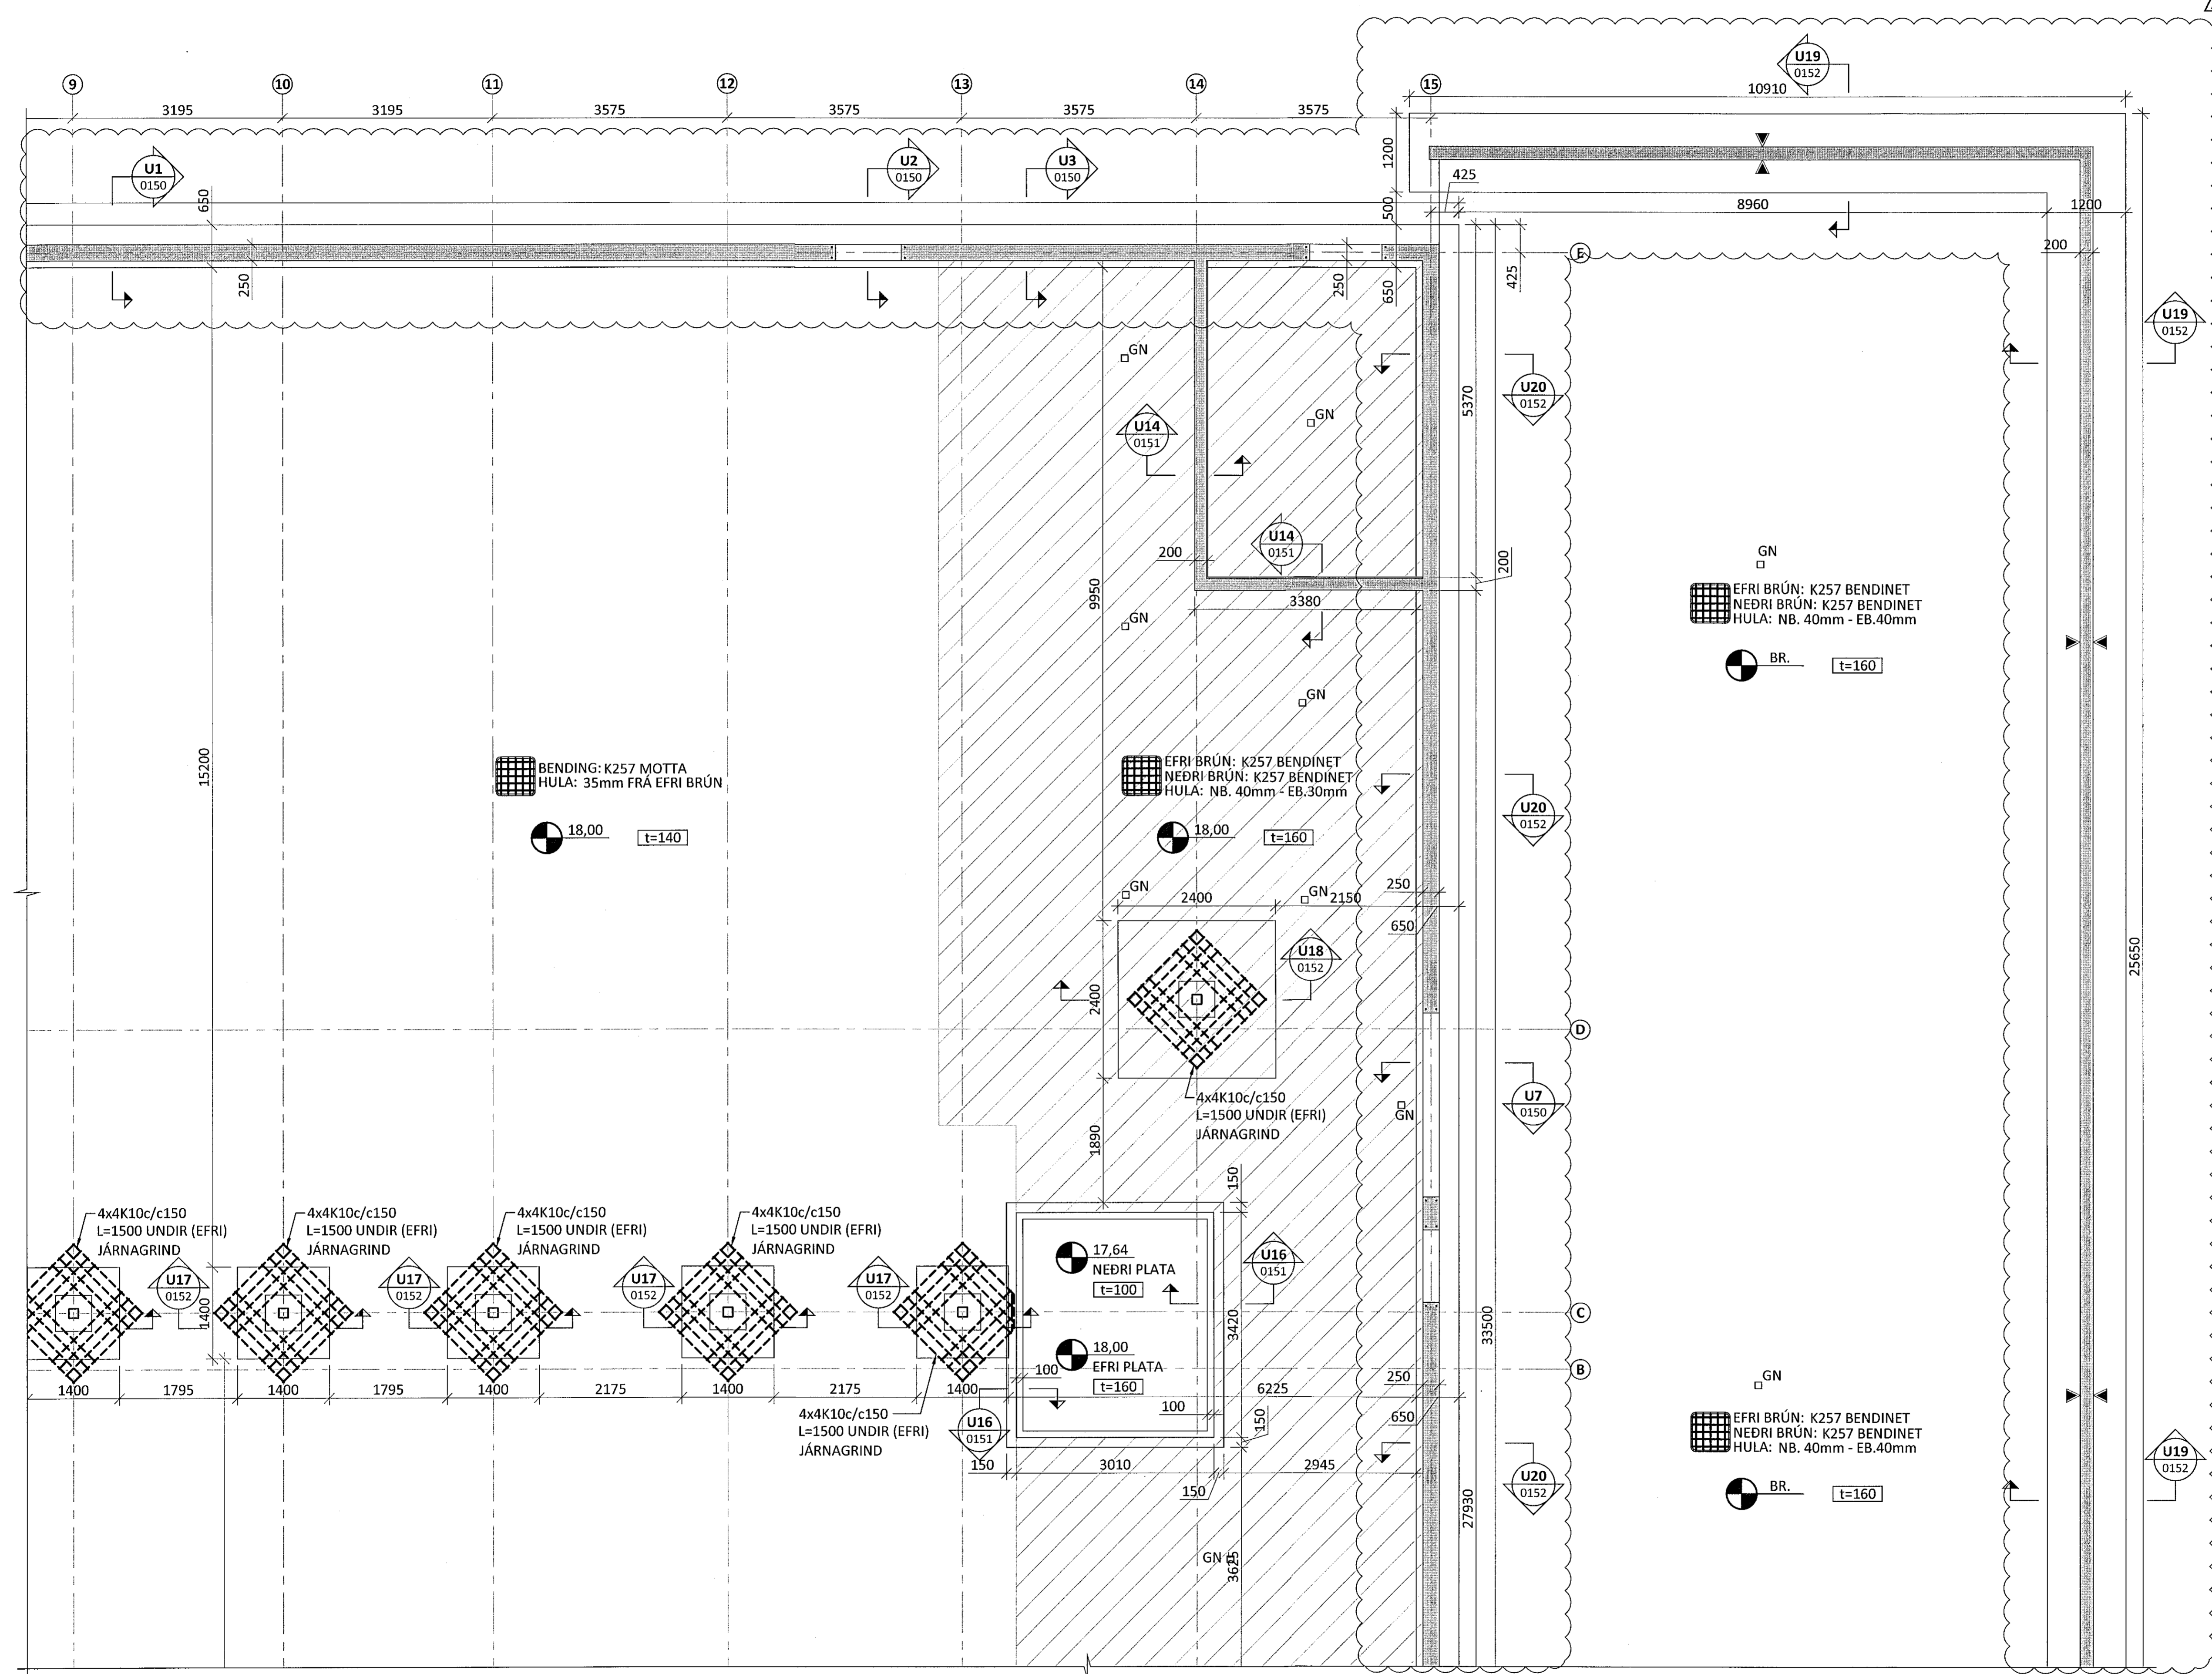 9
10
11
12
13
14
15
3195
3195
3575
3575
3575
3575
10910
U19
0152
U1
0150
U2
0150
U3
0150
650
250
1200
500
425
8960
1200
200
E
250
650
425
GN
GN
U14
0151
U14
0151
200
3380
9950
5370
200
U20
0152
U19
0152
GN
EFRI BRÚN: K257 BENDINET
NEÐRI BRÚN: K257 BENDINET
HULA: NB. 40mm - EB.40mm
BR.
t=160
GN
GN
15200
BENDING: K257 MOTTA
HULA: 35mm FRÁ EFRI BRÚN
18,00
t=140
EFRI BRÚN: K257 BENDINET
NEÐRI BRÚN: K257 BENDINET
HULA: NB. 40mm - EB.30mm
18,00
t=160
U20
0152
GN
GN
2400
2150
250
650
25650
U18
0152
2400
D
4x4K10c/c150
L=1500 UNDIR (EFRI)
JÁRNAGRIND
GN
U7
0150
1890
150
4x4K10c/c150
L=1500 UNDIR (EFRI)
JÁRNAGRIND
4x4K10c/c150
L=1500 UNDIR (EFRI)
JÁRNAGRIND
4x4K10c/c150
L=1500 UNDIR (EFRI)
JÁRNAGRIND
4x4K10c/c150
L=1500 UNDIR (EFRI)
JÁRNAGRIND
U17
0152
U17
0152
U17
0152
U17
0152
1400
17,64
NEÐRI PLATA
t=100
U16
0151
18,00
EFRI PLATA
t=160
3420
33500
C
B
1400
1795
1400
1795
1400
2175
1400
2175
1400
100
6225
250
650
4x4K10c/c150
L=1500 UNDIR (EFRI)
JÁRNAGRIND
U16
0151
100
150
150
3010
150
2945
GN
EFRI BRÚN: K257 BENDINET
NEÐRI BRÚN: K257 BENDINET
HULA: NB. 40mm - EB.40mm
BR.
t=160
U20
0152
U19
0152
27930
GN
3625